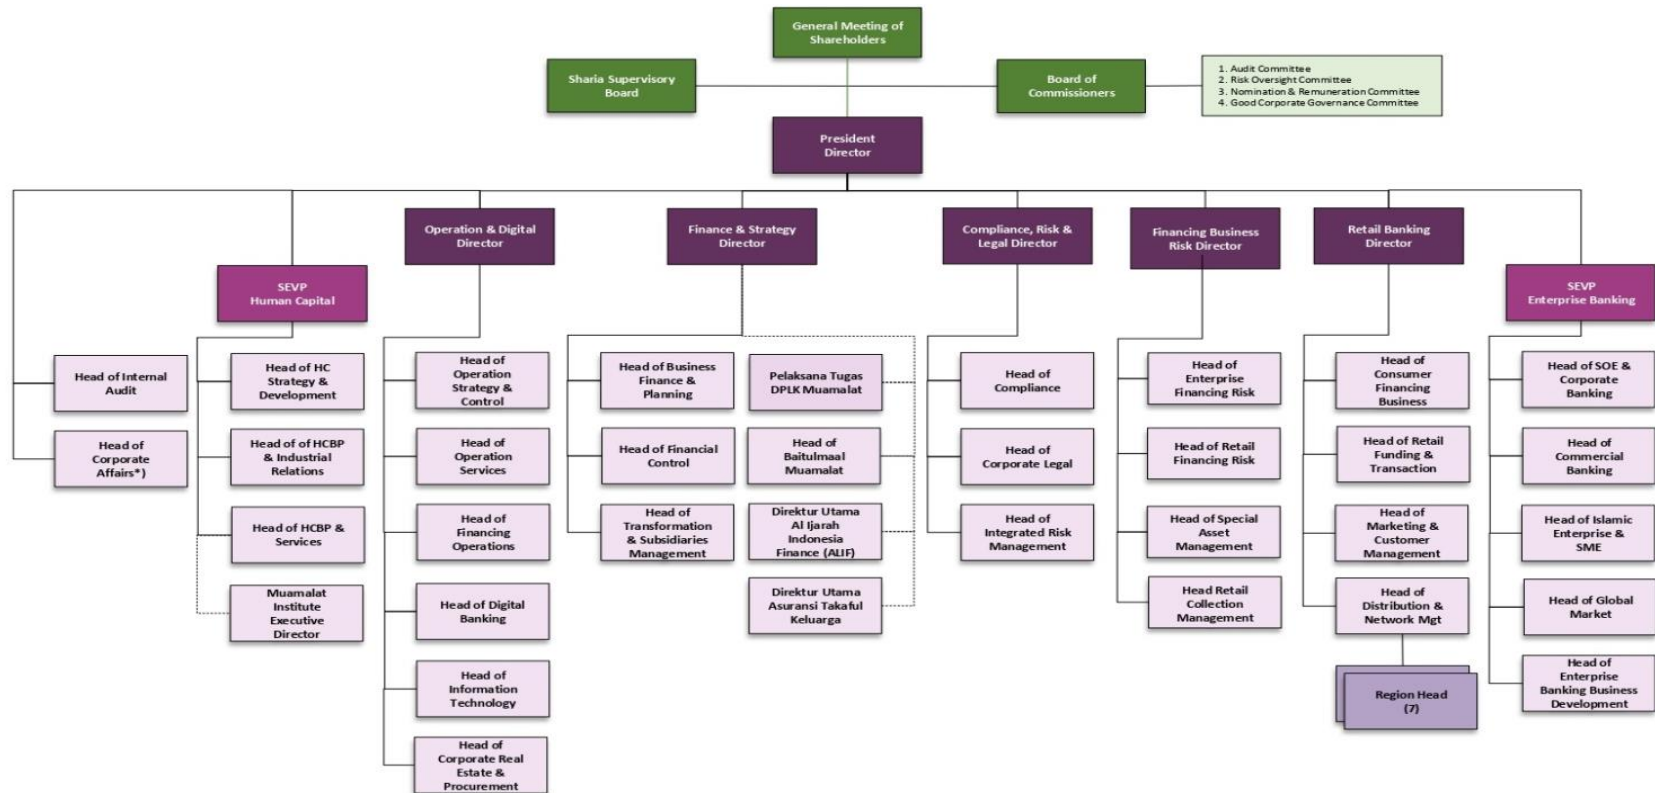 General Meeting of
Shareholders
Sharia Supervisory
Board
Board of
Commissioners
1. Audit Committee
2. Risk Oversight Committee
3. Nomination & Remuneration Committee
4. Good Corporate Governance Committee
President
Director
Operation & Digital
Director
Finance & Strategy
Director
Compliance, Risk &
Legal Director
Financing Business
Risk Director
Retail Banking
Director
SEVP
Human Capital
SEVP
Enterprise Banking
Head of Internal
Audit
Head of
Corporate
Affairs*)
Head of HC
Strategy &
Development
Head of of HCBP
& Industrial
Relations
Head of HCBP &
Services
Muamalat
Institute
Executive
Director
Head of
Operation
Strategy &
Control
Head of
Operation
Services
Head of
Financing
Operations
Head of Digital
Banking
Head of
Information
Technology
Head of
Corporate Real
Estate &
Procurement
Head of Business
Finance &
Planning
Head of Financial
Control
Head of
Transformation
& Subsidiaries
Management
Pelaksana Tugas
DPLK Muamalat
Head of
Baitulmaal
Muamalat
Direktur Utama
Al Ijarah
Indonesia
Finance (ALIF)
Direktur Utama
Asuransi Takaful
Keluarga
Head of
Compliance
Head of
Corporate Legal
Head of
Integrated Risk
Management
Head of
Enterprise
Financing Risk
Head of Retail
Financing Risk
Head of Special
Asset
Management
Head Retail
Collection
Management
Head of
Consumer
Financing
Business
Head of Retail
Funding &
Transaction
Head of
Marketing &
Customer
Management
Head of
Distribution &
Network Mgt
Region Head
(7)
Head of SOE &
Corporate
Banking
Head of
Commercial
Banking
Head of Islamic
Enterprise &
SME
Head of Global
Market
Head of
Enterprise
Banking Business
Development